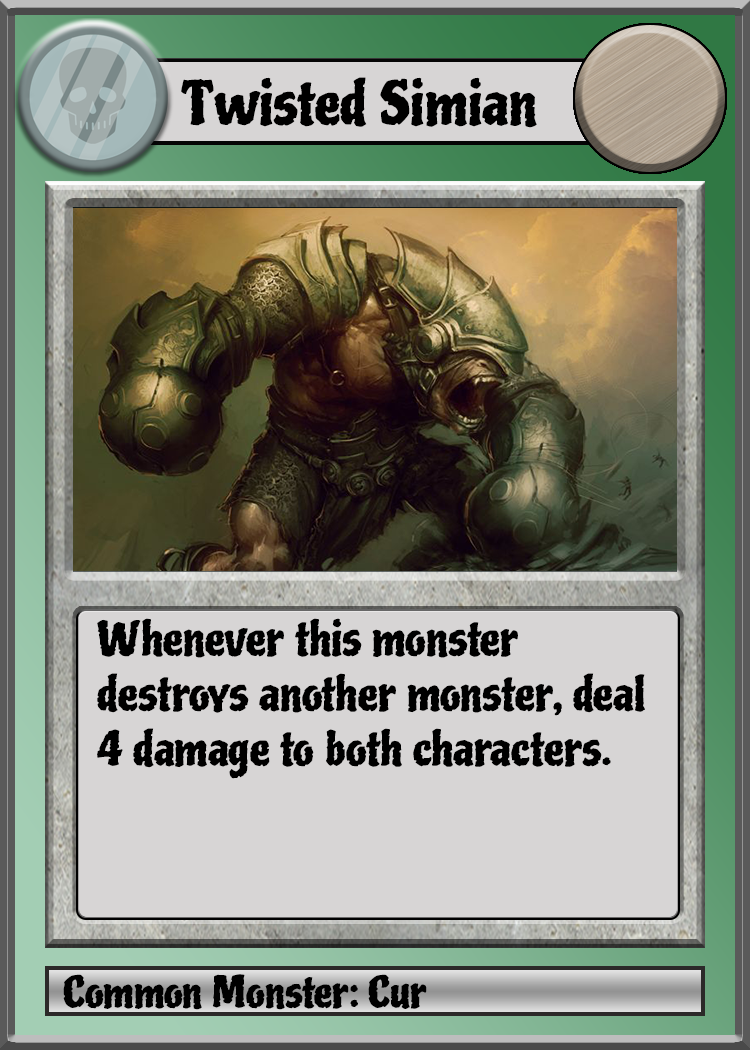 Twisted Simian
Whenever this monster
destroys another monster, deal
4 damage to both characters.
Common Monster: Cur